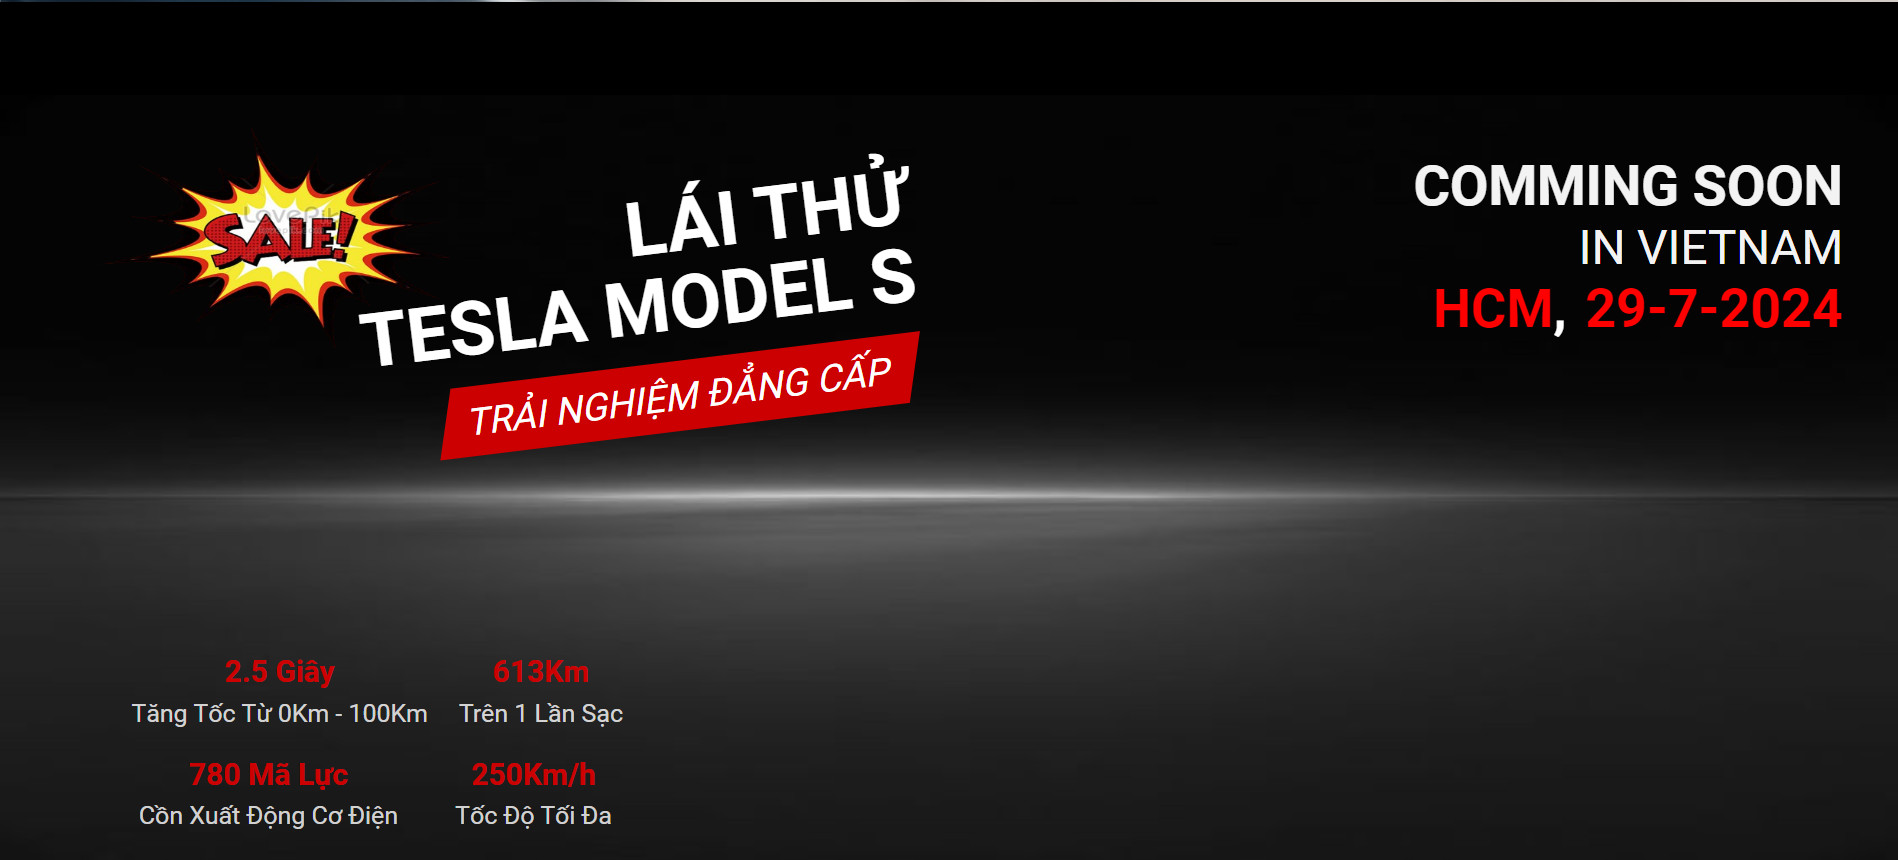 SALE!
LÁI THỬ
TESLA MODEL S
TRẢI NGHIỆM ĐẲNG CẤP
COMMING SOON
IN VIETNAM
HCM, 29-7-2024
2.5 Giây
Tăng Tốc Từ 0Km - 100Km
613Km
Trên 1 Lần Sạc
780 Mã Lực
Cồn Xuất Động Cơ Điện
250Km/h
Tốc Độ Tối Đa